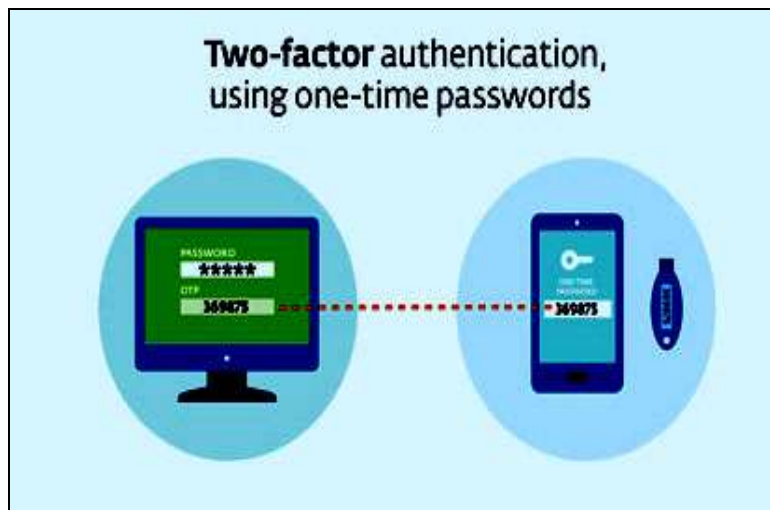 Two-factor authentication,
using one-time passwords
PASSWORD
*****
OTP
369875
ONE TIME
PASSWORD
369875